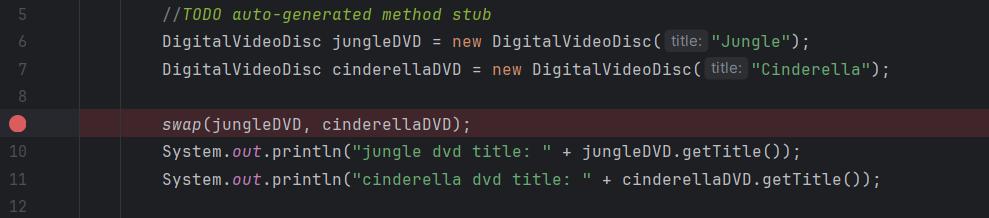 5 //TODO auto-generated method stub
6 DigitalVideoDisc jungleDVD = new DigitalVideoDisc( title: "Jungle");
7 DigitalVideoDisc cinderellaDVD = new DigitalVideoDisc( title: "Cinderella");
8
swap(jungleDVD, cinderellaDVD);
10 System.out.println("jungle dvd title: " + jungleDVD.getTitle());
11 System.out.println("cinderella dvd title: " + cinderellaDVD.getTitle());
12